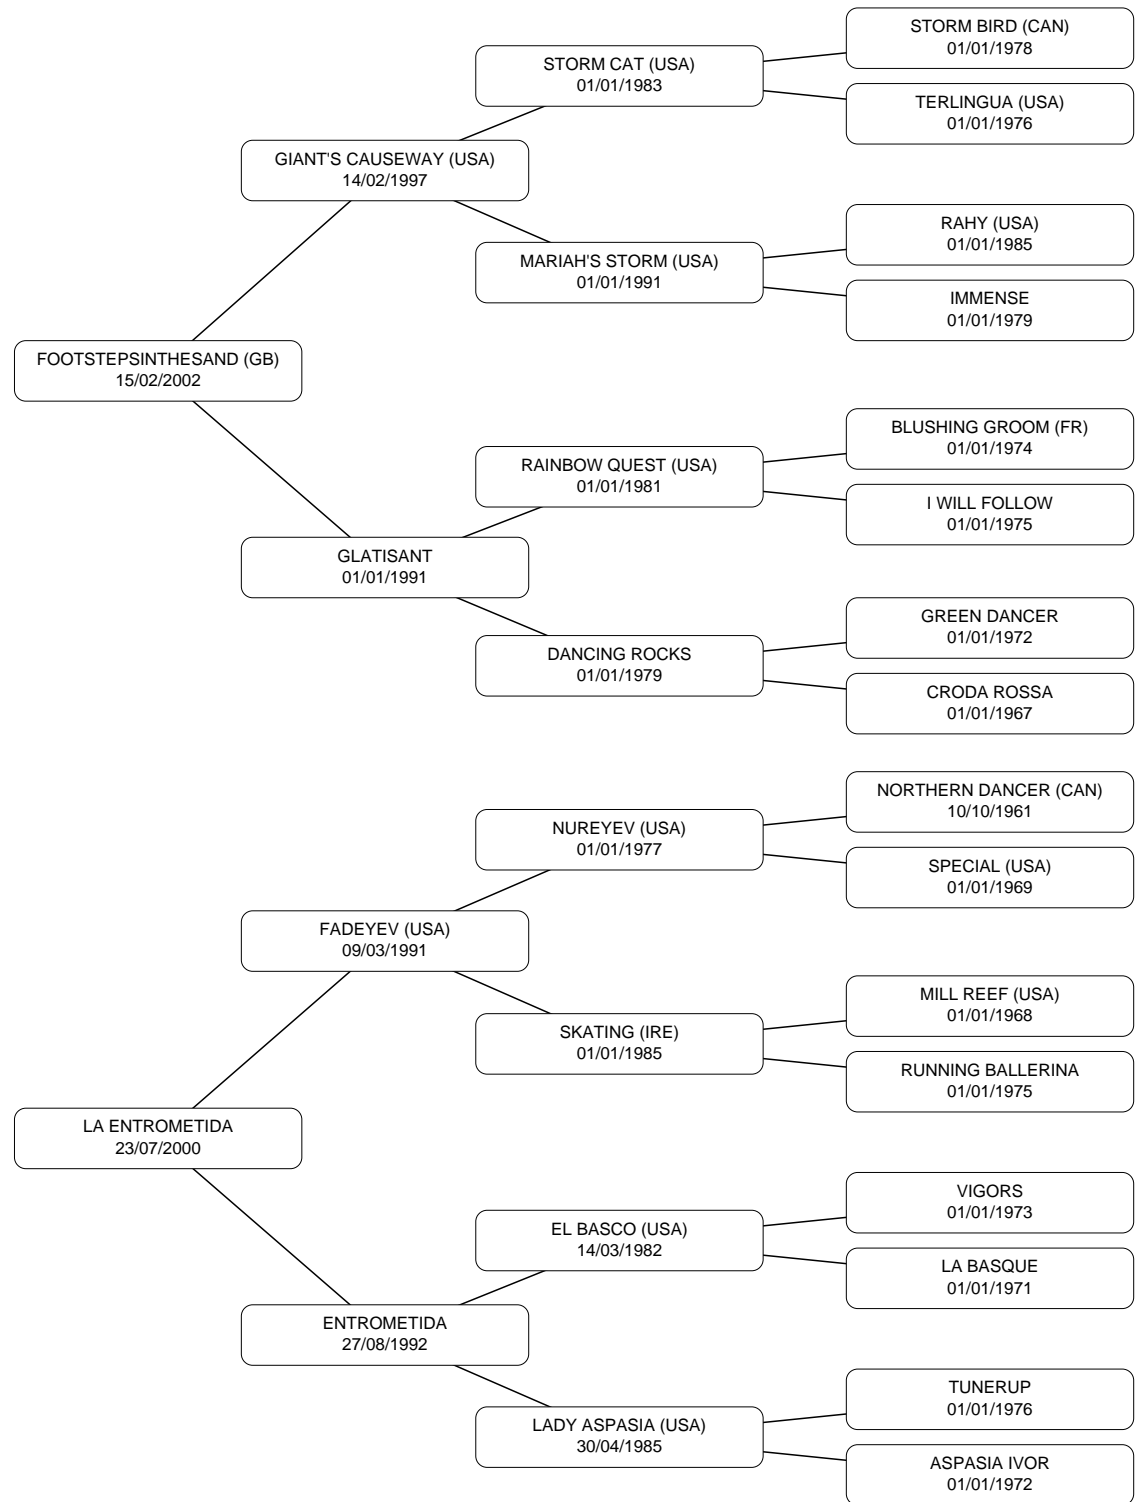 STORM BIRD (CAN)
01/01/1978
STORM CAT (USA)
01/01/1983
TERLINGUA (USA)
01/01/1976
GIANT'S CAUSEWAY (USA)
14/02/1997
RAHY (USA)
01/01/1985
MARIAH'S STORM (USA)
01/01/1991
IMMENSE
01/01/1979
FOOTSTEPSINTHESAND (GB)
15/02/2002
BLUSHING GROOM (FR)
01/01/1974
RAINBOW QUEST (USA)
01/01/1981
I WILL FOLLOW
01/01/1975
GLATISANT
01/01/1991
GREEN DANCER
01/01/1972
DANCING ROCKS
01/01/1979
CRODA ROSSA
01/01/1967
NORTHERN DANCER (CAN)
10/10/1961
NUREYEV (USA)
01/01/1977
SPECIAL (USA)
01/01/1969
FADEYEV (USA)
09/03/1991
MILL REEF (USA)
01/01/1968
SKATING (IRE)
01/01/1985
RUNNING BALLERINA
01/01/1975
LA ENTROMETIDA
23/07/2000
VIGORS
01/01/1973
EL BASCO (USA)
14/03/1982
LA BASQUE
01/01/1971
ENTROMETIDA
27/08/1992
TUNERUP
01/01/1976
LADY ASPASIA (USA)
30/04/1985
ASPASIA IVOR
01/01/1972